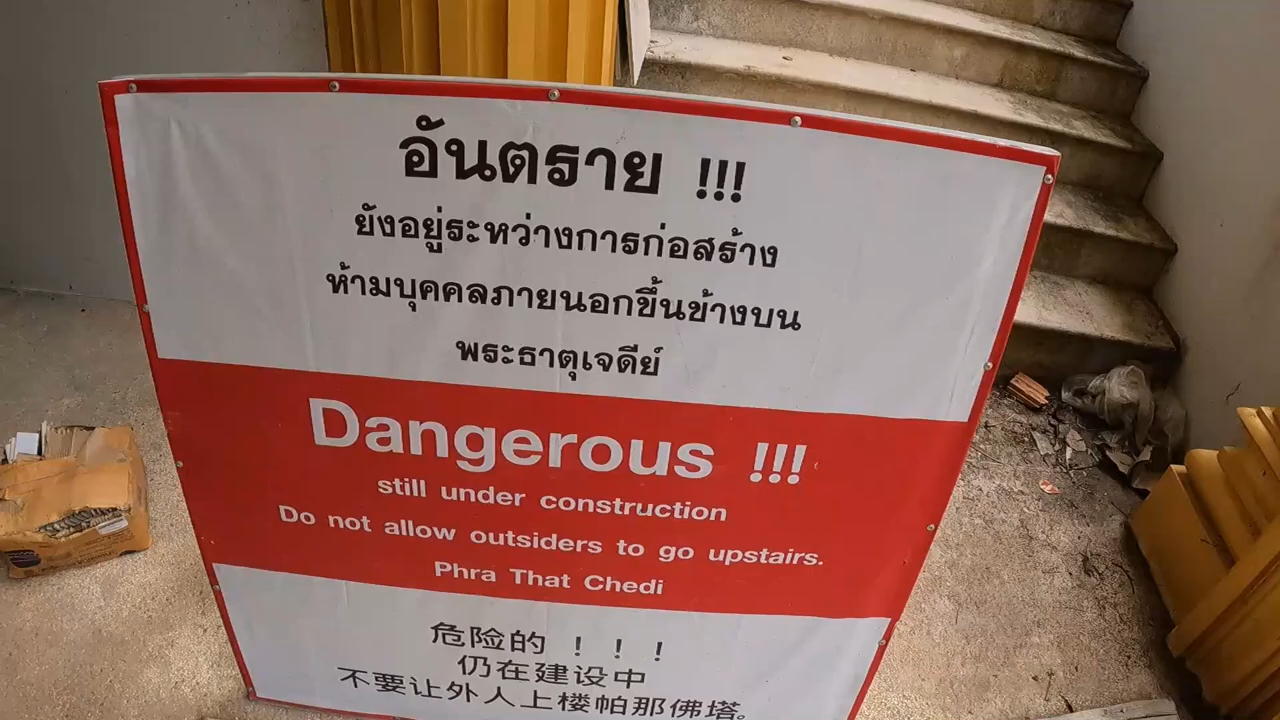 อันตราย !!!
ยังอยู่ระหว่างการก่อสร้าง
ห้ามบุคคลภายนอกขึ้นข้างบน
พระธาตุเจดีย์
Dangerous !!!
still under construction
Do not allow outsiders to go upstairs.
Phra That Chedi
危险的 ！！！
仍在建设中
不要让外人上楼帕那佛塔。